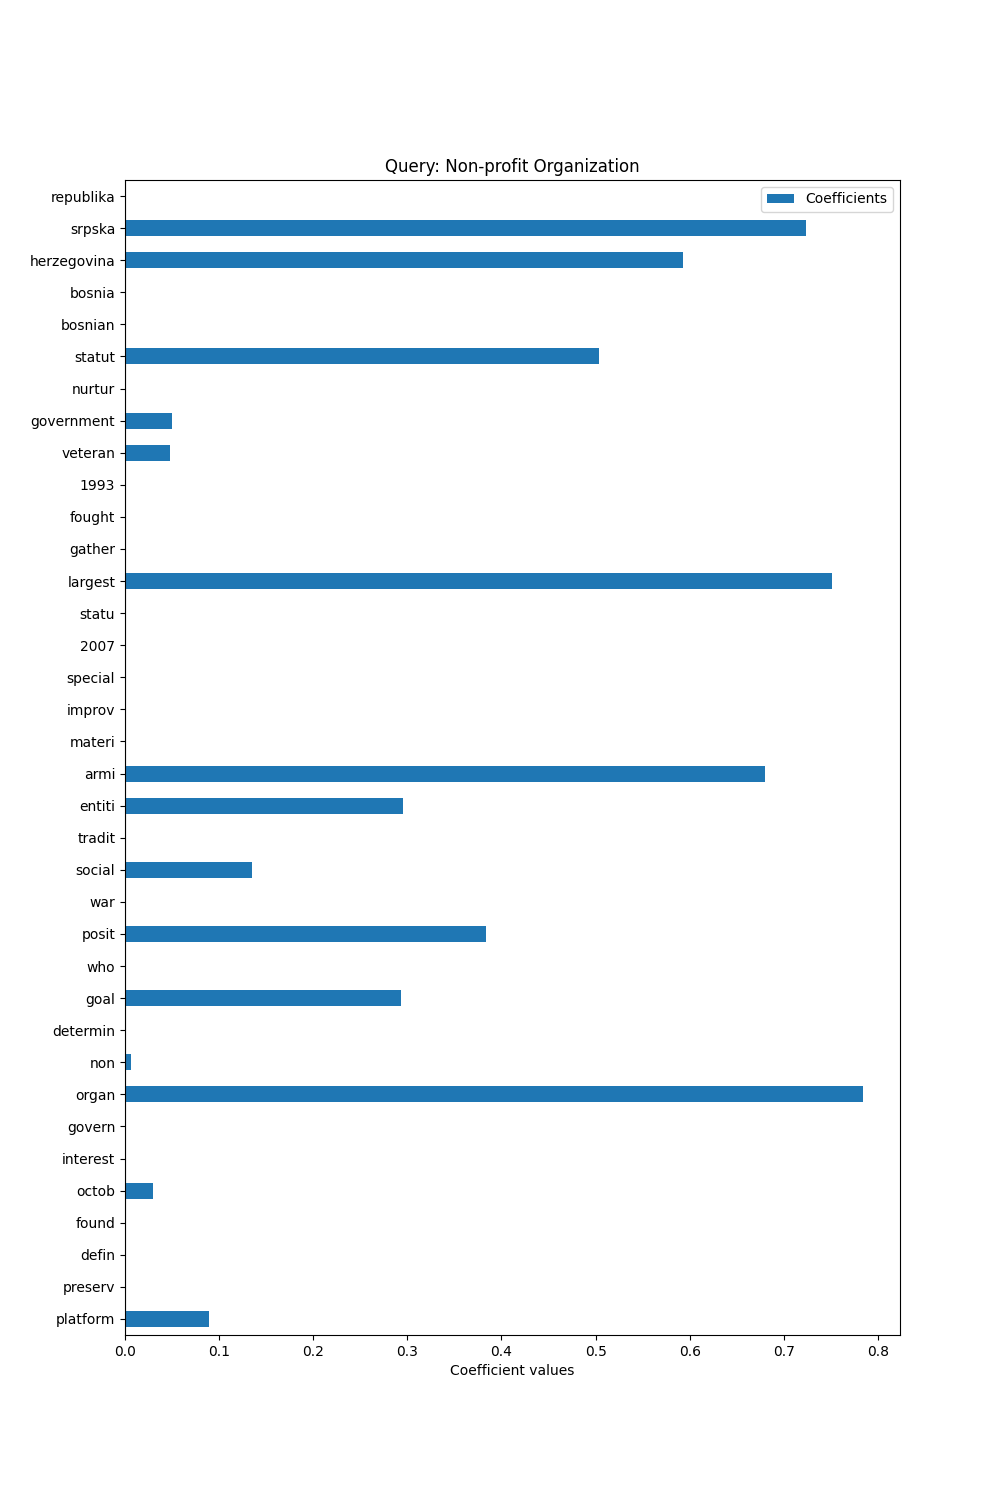 Query: Non-profit Organization
Coefficients
republika
srpska
herzegovina
bosnia
bosnian
statut
nurtur
government
veteran
1993
fought
gather
largest
statu
2007
special
improv
materi
armi
entiti
tradit
social
war
posit
who
goal
determin
non
organ
govern
interest
octob
found
defin
preserv
platform
0.0 0.1 0.2 0.3 0.4 0.5 0.6 0.7 0.8
Coefficient values